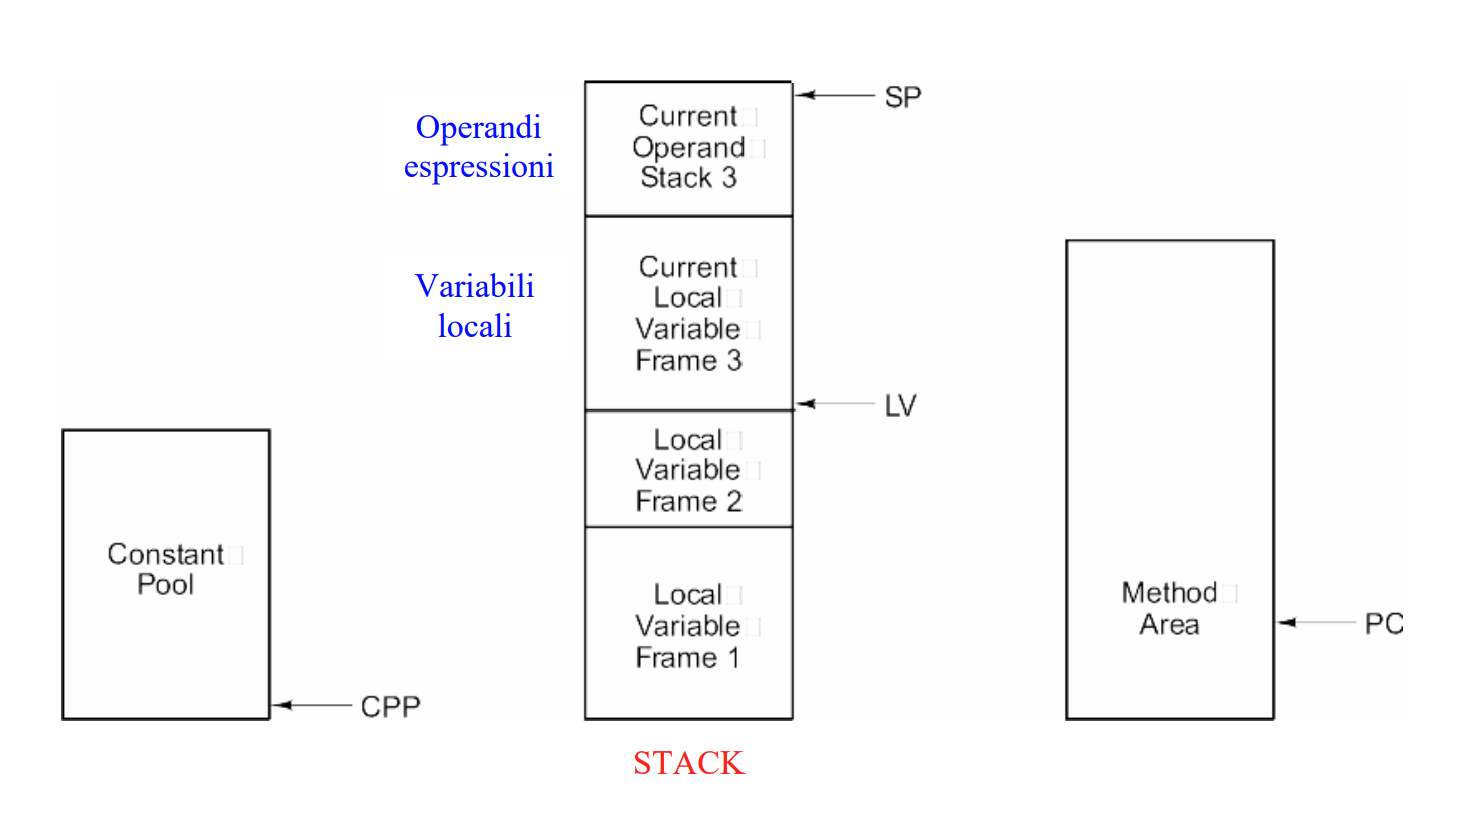 Constant
Pool
CPP
Operandi
espressioni
Variabili
locali
Current
Operand
Stack 3
Current
Local
Variable
Frame 3
Local
Variable
Frame 2
Local
Variable
Frame 1
STACK
SP
LV
Method
Area
PC